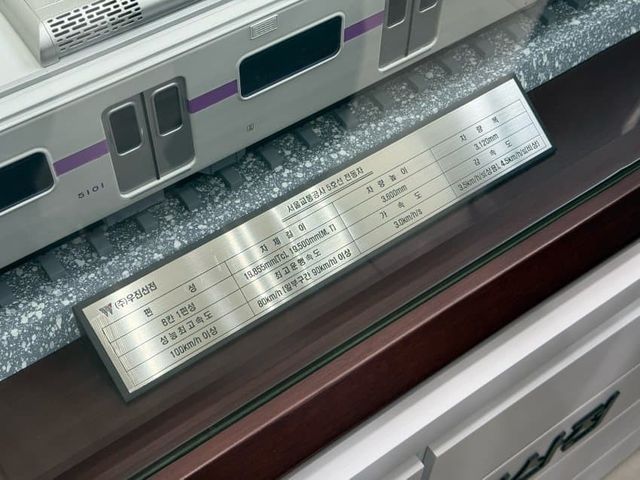 5101
서울교통공사 5호선 전동차
(주)우진산전
편 성 차 체 길 이 차 량 높 이 차 량 폭
8칸 1편성 19,855mm(Tc), 19,500mm(M,T) 3,600mm 3,120mm
성능최고속도 최고운행속도 가 속 도 감 속 도
100km/h 이상 80km/h (일부구간 90km/h) 이상 3.0km/h/s 3.5km/h/s(상용), 4.5km/h/s(비상)